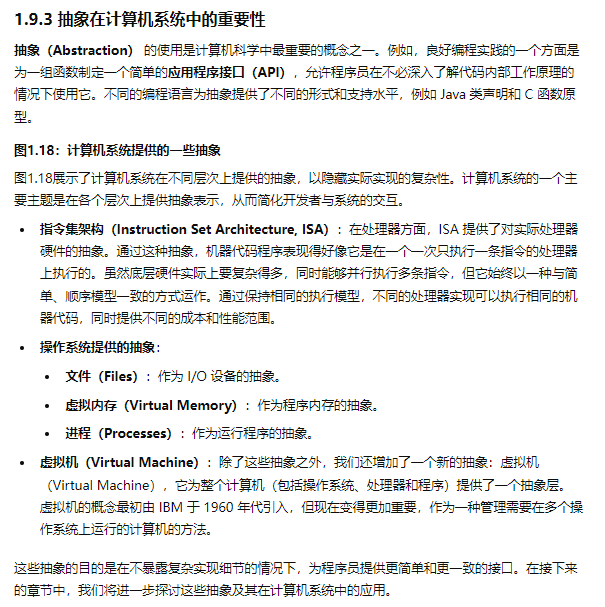 1.9.3 抽象在计算机系统中的重要性
抽象（Abstraction） 的使用是计算机科学中最重要的概念之一。例如，良好编程实践的一个方面是
为一组函数制定一个简单的应用程序接口（API），允许程序员在不必深入了解代码内部工作原理的
情况下使用它。不同的编程语言为抽象提供了不同的形式和支持水平，例如 Java 类声明和 C 函数原
型。
图1.18：计算机系统提供的一些抽象
图1.18展示了计算机系统在不同层次上提供的抽象，以隐藏实际实现的复杂性。计算机系统的一个主
要主题是在各个层次上提供抽象表示，从而简化开发者与系统的交互。
• 指令集架构（Instruction Set Architecture, ISA）：在处理器方面，ISA 提供了对实际处理器
硬件的抽象。通过这种抽象，机器代码程序表现得好像它是在一个一次只执行一条指令的处理器
上执行的。虽然底层硬件实际上要复杂得多，同时能够并行执行多条指令，但它始终以一种与简
单、顺序模型一致的方式运作。通过保持相同的执行模型，不同的处理器实现可以执行相同的机
器代码，同时提供不同的成本和性能范围。
• 操作系统提供的抽象：
• 文件（Files）：作为 I/O 设备的抽象。
• 虚拟内存（Virtual Memory）：作为程序内存的抽象。
• 进程（Processes）：作为运行程序的抽象。
• 虚拟机（Virtual Machine）：除了这些抽象之外，我们还增加了一个新的抽象：虚拟机
（Virtual Machine），它为整个计算机（包括操作系统、处理器和程序）提供了一个抽象层。
虚拟机的概念最初由 IBM 于 1960 年代引入，但现在变得更加重要，作为一种管理需要在多个操
作系统上运行的计算机的方法。
这些抽象的目的是在不暴露复杂实现细节的情况下，为程序员提供更简单和更一致的接口。在接下来
的章节中，我们将进一步探讨这些抽象及其在计算机系统中的应用。